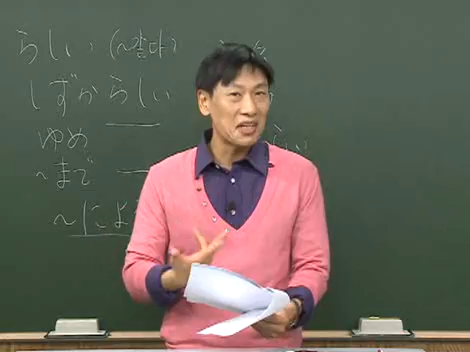 らしい : (~같다)
しずからしい
ゆめ
~まで
~によ